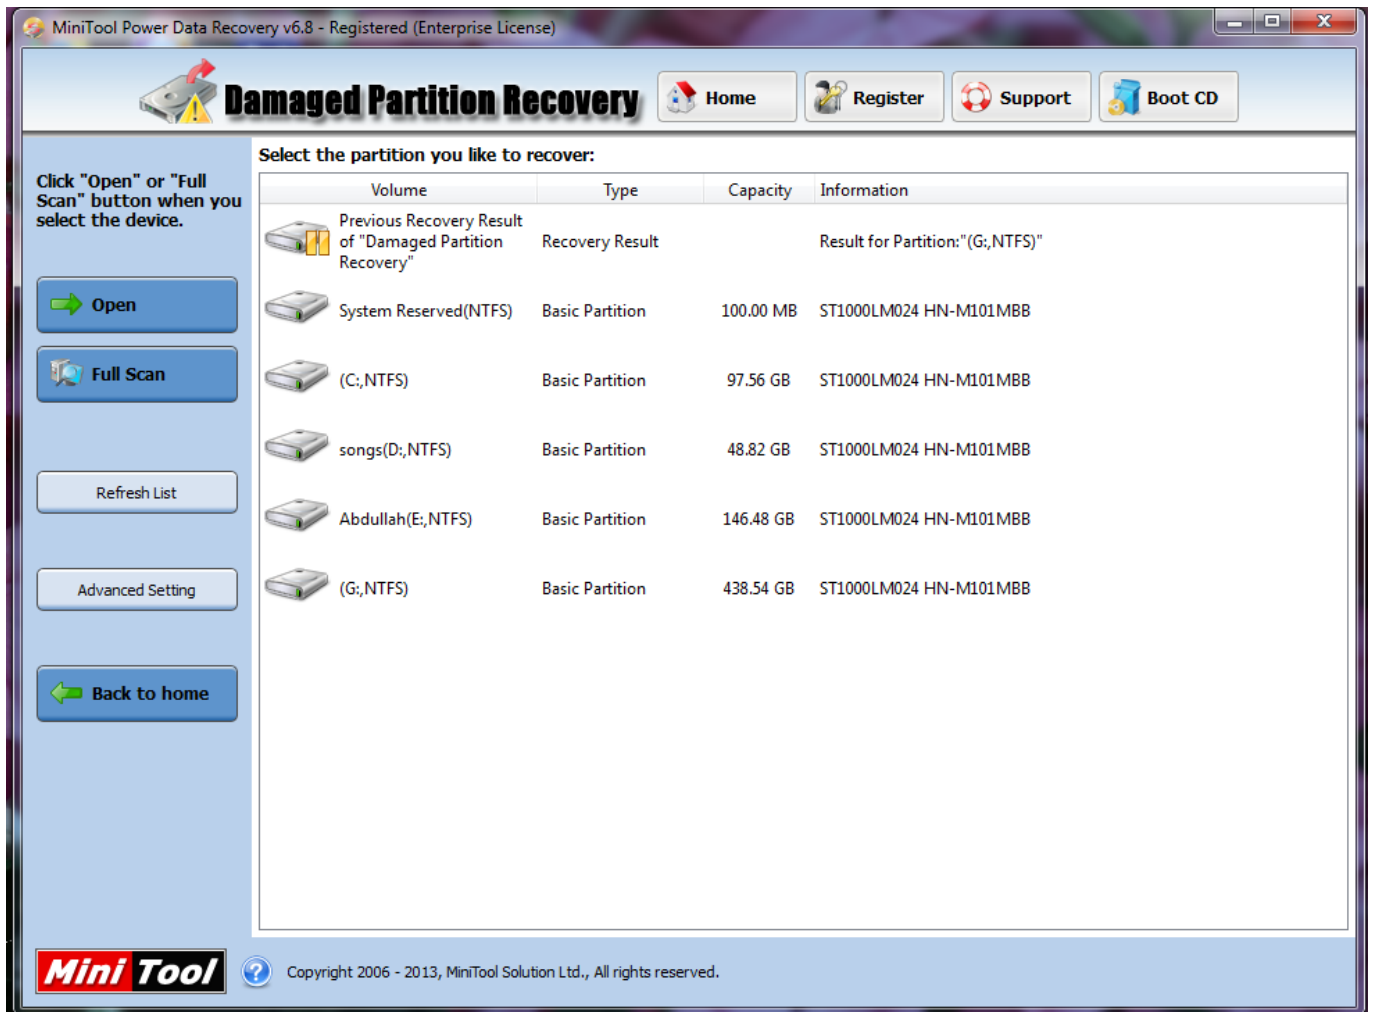 MiniTool Power Data Recovery v6.8 - Registered (Enterprise License)
Damaged Partition Recovery
Home
Register
Support
Boot CD
Click "Open" or "Full
Scan" button when you
select the device.
Open
Full Scan
Refresh List
Advanced Setting
Back to home
Select the partition you like to recover:
Volume Type Capacity Information
Previous Recovery Result
of "Damaged Partition
Recovery"
Recovery Result
Result for Partition:"(G:,NTFS)"
System Reserved(NTFS) Basic Partition 100.00 MB ST1000LM024 HN-M101MBB
(C:,NTFS) Basic Partition 97.56 GB ST1000LM024 HN-M101MBB
songs(D:,NTFS) Basic Partition 48.82 GB ST1000LM024 HN-M101MBB
Abdullah(E:,NTFS) Basic Partition 146.48 GB ST1000LM024 HN-M101MBB
(G:,NTFS) Basic Partition 438.54 GB ST1000LM024 HN-M101MBB
Mini Tool
? Copyright 2006 - 2013, MiniTool Solution Ltd., All rights reserved.